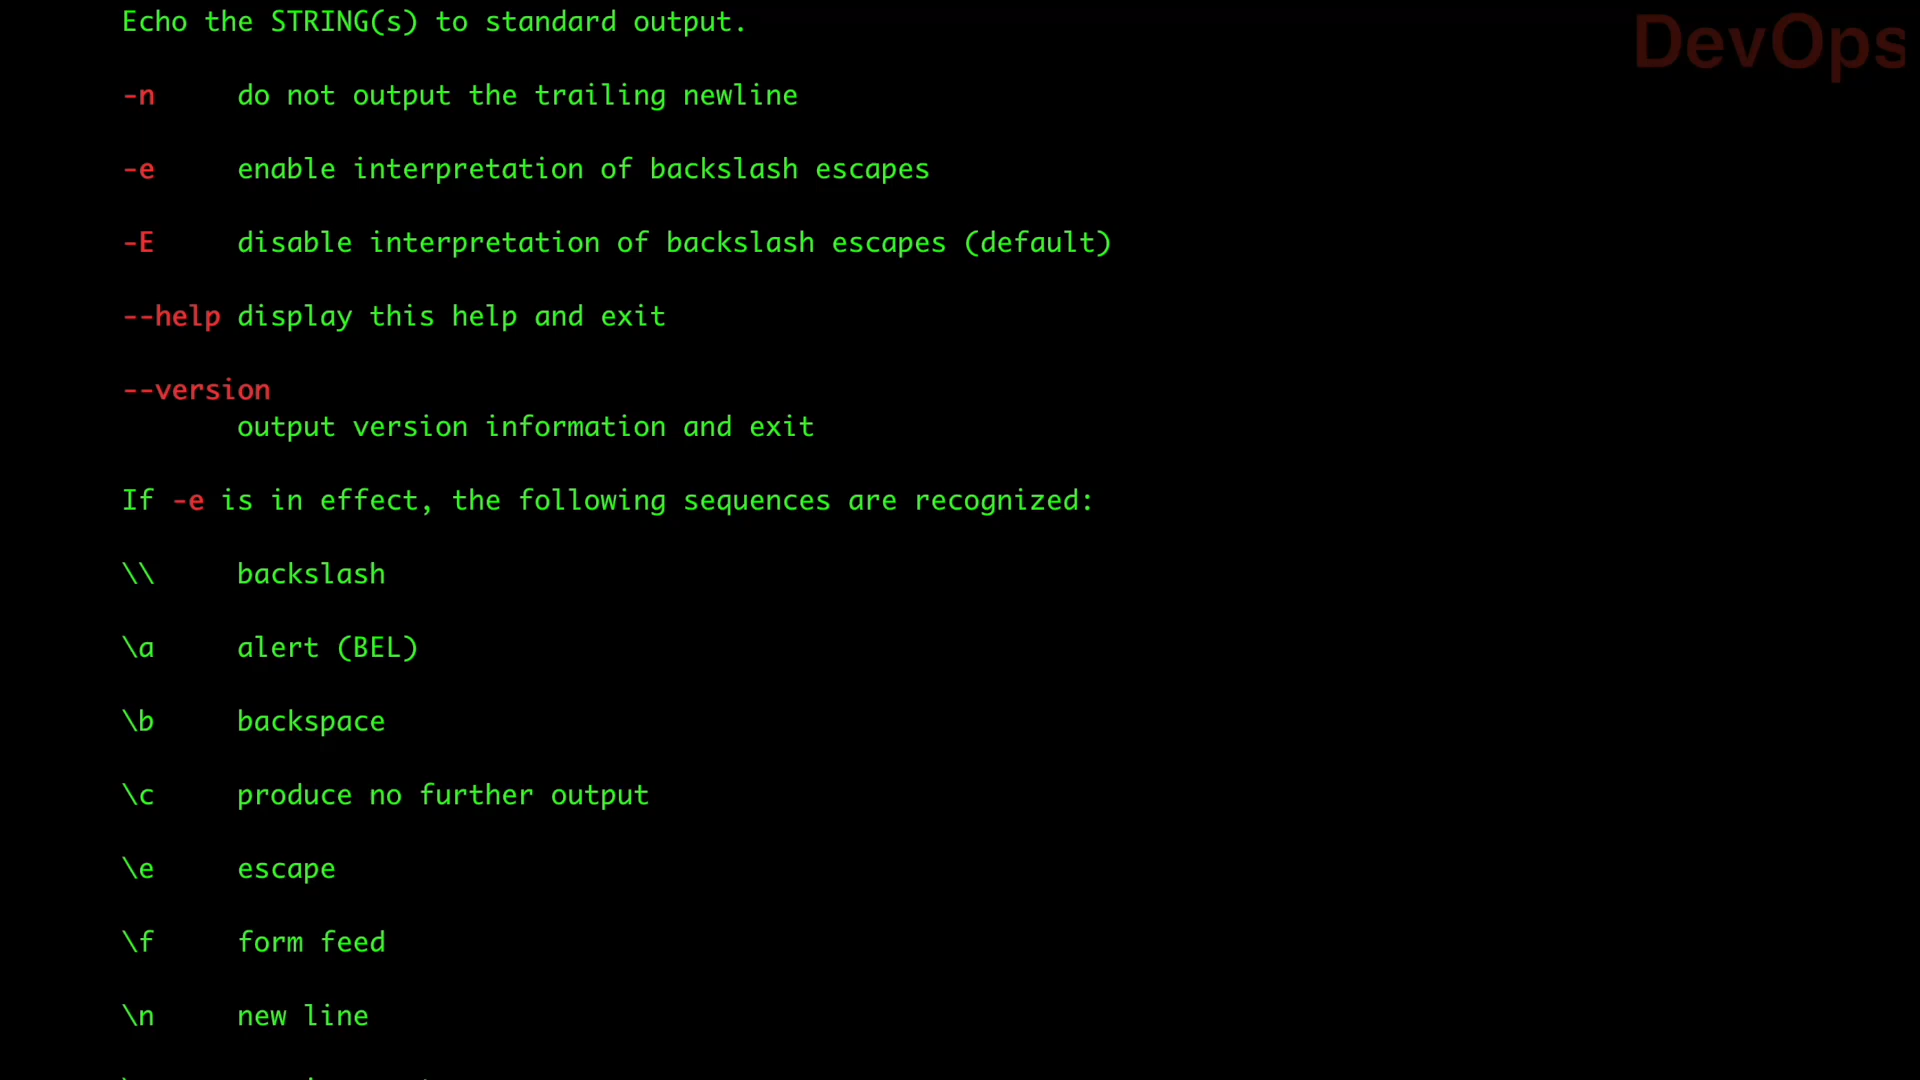 Echo the STRING(s) to standard output.
DevOps
-n do not output the trailing newline
-e enable interpretation of backslash escapes
-E disable interpretation of backslash escapes (default)
--help display this help and exit
--version
output version information and exit
If -e is in effect, the following sequences are recognized:
\\ backslash
\a alert (BEL)
\b backspace
\c produce no further output
\e escape
\f form feed
\n new line